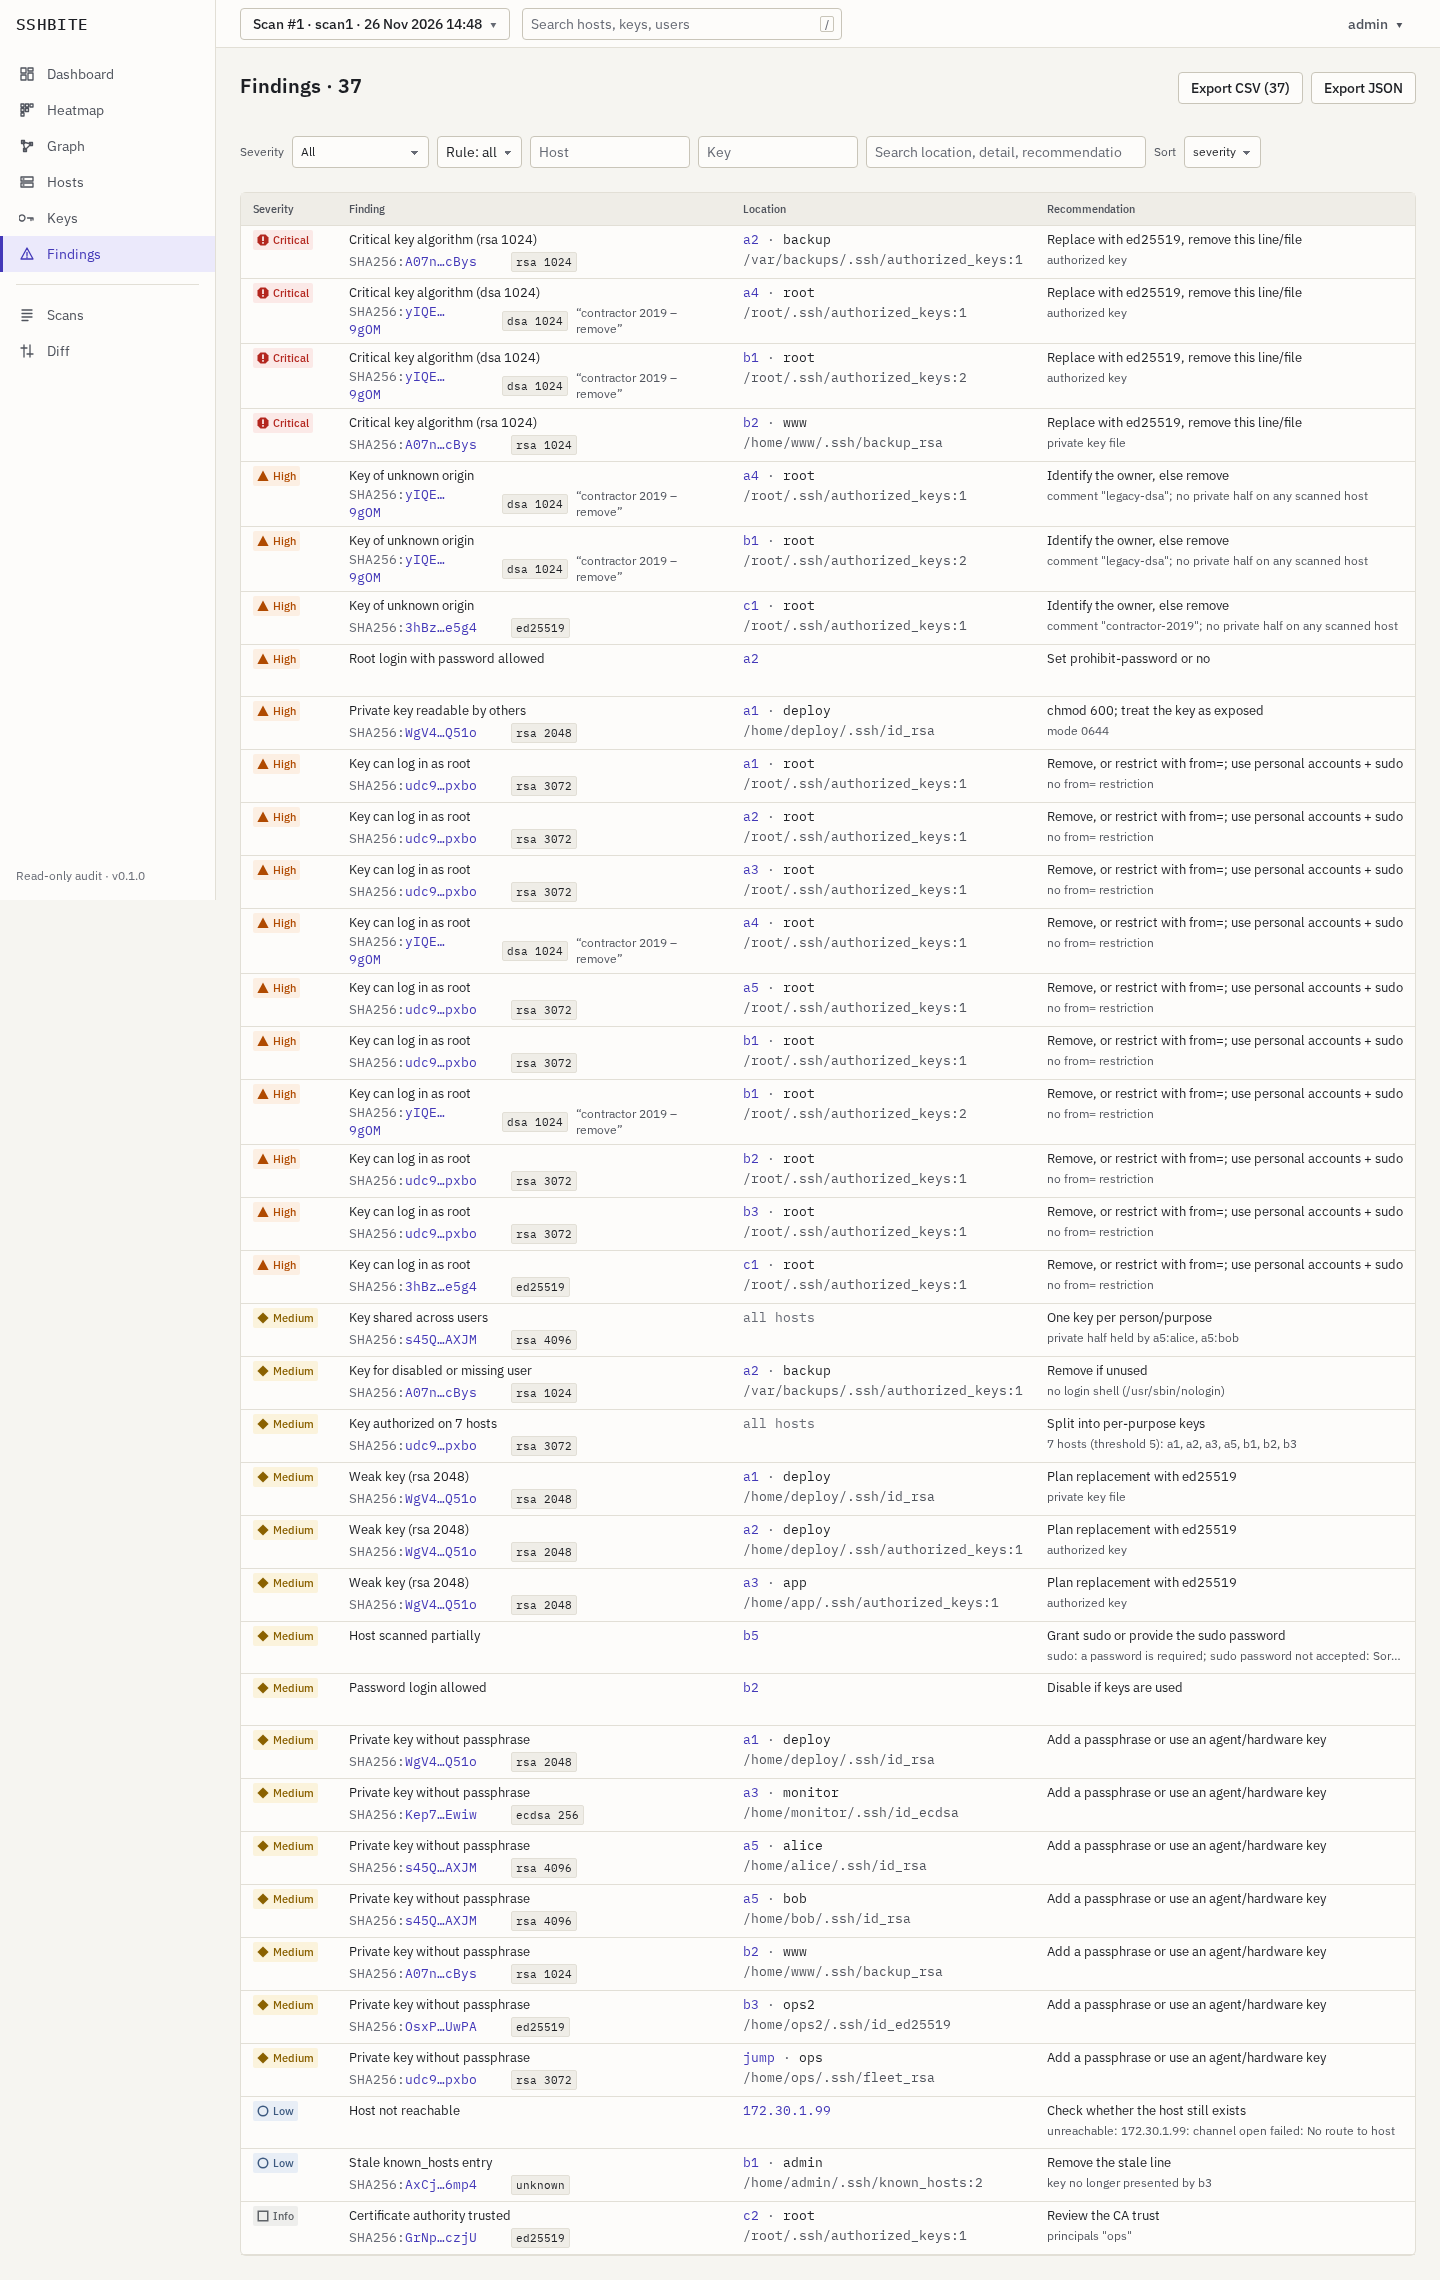 SSHBITE
Scan #1 · scan1 · 26 Nov 2026 14:48 ▾
Search hosts, keys, users
/
admin ▾
Dashboard
Heatmap
Graph
Hosts
Keys
Findings
Scans
Diff
Read-only audit · v0.1.0
Findings · 37
Export CSV (37)
Export JSON
Severity All Rule: all Host Key Search location, detail, recommendatio Sort severity
Severity Finding Location Recommendation
Critical Critical key algorithm (rsa 1024) a2 · backup Replace with ed25519, remove this line/file
SHA256:A07n…cBys rsa 1024 /var/backups/.ssh/authorized_keys:1 authorized key
Critical Critical key algorithm (dsa 1024) a4 · root Replace with ed25519, remove this line/file
SHA256:yIQE…9gOM dsa 1024 “contractor 2019 – remove” /root/.ssh/authorized_keys:1 authorized key
Critical Critical key algorithm (dsa 1024) b1 · root Replace with ed25519, remove this line/file
SHA256:yIQE…9gOM dsa 1024 “contractor 2019 – remove” /root/.ssh/authorized_keys:2 authorized key
Critical Critical key algorithm (rsa 1024) b2 · www Replace with ed25519, remove this line/file
SHA256:A07n…cBys rsa 1024 /home/www/.ssh/backup_rsa private key file
High Key of unknown origin a4 · root Identify the owner, else remove
SHA256:yIQE…9gOM dsa 1024 “contractor 2019 – remove” /root/.ssh/authorized_keys:1 comment "legacy-dsa"; no private half on any scanned host
High Key of unknown origin b1 · root Identify the owner, else remove
SHA256:yIQE…9gOM dsa 1024 “contractor 2019 – remove” /root/.ssh/authorized_keys:2 comment "legacy-dsa"; no private half on any scanned host
High Key of unknown origin c1 · root Identify the owner, else remove
SHA256:3hBz…e5g4 ed25519 /root/.ssh/authorized_keys:1 comment "contractor-2019"; no private half on any scanned host
High Root login with password allowed a2 Set prohibit-password or no
High Private key readable by others a1 · deploy chmod 600; treat the key as exposed
SHA256:WgV4…Q51o rsa 2048 /home/deploy/.ssh/id_rsa mode 0644
High Key can log in as root a1 · root Remove, or restrict with from=; use personal accounts + sudo
SHA256:udc9…pxbo rsa 3072 /root/.ssh/authorized_keys:1 no from= restriction
High Key can log in as root a2 · root Remove, or restrict with from=; use personal accounts + sudo
SHA256:udc9…pxbo rsa 3072 /root/.ssh/authorized_keys:1 no from= restriction
High Key can log in as root a3 · root Remove, or restrict with from=; use personal accounts + sudo
SHA256:udc9…pxbo rsa 3072 /root/.ssh/authorized_keys:1 no from= restriction
High Key can log in as root a4 · root Remove, or restrict with from=; use personal accounts + sudo
SHA256:yIQE…9gOM dsa 1024 “contractor 2019 – remove” /root/.ssh/authorized_keys:1 no from= restriction
High Key can log in as root a5 · root Remove, or restrict with from=; use personal accounts + sudo
SHA256:udc9…pxbo rsa 3072 /root/.ssh/authorized_keys:1 no from= restriction
High Key can log in as root b1 · root Remove, or restrict with from=; use personal accounts + sudo
SHA256:udc9…pxbo rsa 3072 /root/.ssh/authorized_keys:1 no from= restriction
High Key can log in as root b1 · root Remove, or restrict with from=; use personal accounts + sudo
SHA256:yIQE…9gOM dsa 1024 “contractor 2019 – remove” /root/.ssh/authorized_keys:2 no from= restriction
High Key can log in as root b2 · root Remove, or restrict with from=; use personal accounts + sudo
SHA256:udc9…pxbo rsa 3072 /root/.ssh/authorized_keys:1 no from= restriction
High Key can log in as root b3 · root Remove, or restrict with from=; use personal accounts + sudo
SHA256:udc9…pxbo rsa 3072 /root/.ssh/authorized_keys:1 no from= restriction
High Key can log in as root c1 · root Remove, or restrict with from=; use personal accounts + sudo
SHA256:3hBz…e5g4 ed25519 /root/.ssh/authorized_keys:1 no from= restriction
Medium Key shared across users all hosts One key per person/purpose
SHA256:s45Q…AXJM rsa 4096 private half held by a5:alice, a5:bob
Medium Key for disabled or missing user a2 · backup Remove if unused
SHA256:A07n…cBys rsa 1024 /var/backups/.ssh/authorized_keys:1 no login shell (/usr/sbin/nologin)
Medium Key authorized on 7 hosts all hosts Split into per-purpose keys
SHA256:udc9…pxbo rsa 3072 7 hosts (threshold 5): a1, a2, a3, a5, b1, b2, b3
Medium Weak key (rsa 2048) a1 · deploy Plan replacement with ed25519
SHA256:WgV4…Q51o rsa 2048 /home/deploy/.ssh/id_rsa private key file
Medium Weak key (rsa 2048) a2 · deploy Plan replacement with ed25519
SHA256:WgV4…Q51o rsa 2048 /home/deploy/.ssh/authorized_keys:1 authorized key
Medium Weak key (rsa 2048) a3 · app Plan replacement with ed25519
SHA256:WgV4…Q51o rsa 2048 /home/app/.ssh/authorized_keys:1 authorized key
Medium Host scanned partially b5 Grant sudo or provide the sudo password
sudo: a password is required; sudo password not accepted: Sor…
Medium Password login allowed b2 Disable if keys are used
Medium Private key without passphrase a1 · deploy Add a passphrase or use an agent/hardware key
SHA256:WgV4…Q51o rsa 2048 /home/deploy/.ssh/id_rsa
Medium Private key without passphrase a3 · monitor Add a passphrase or use an agent/hardware key
SHA256:Kep7…Ewiw ecdsa 256 /home/monitor/.ssh/id_ecdsa
Medium Private key without passphrase a5 · alice Add a passphrase or use an agent/hardware key
SHA256:s45Q…AXJM rsa 4096 /home/alice/.ssh/id_rsa
Medium Private key without passphrase a5 · bob Add a passphrase or use an agent/hardware key
SHA256:s45Q…AXJM rsa 4096 /home/bob/.ssh/id_rsa
Medium Private key without passphrase b2 · www Add a passphrase or use an agent/hardware key
SHA256:A07n…cBys rsa 1024 /home/www/.ssh/backup_rsa
Medium Private key without passphrase b3 · ops2 Add a passphrase or use an agent/hardware key
SHA256:OsxP…UwPA ed25519 /home/ops2/.ssh/id_ed25519
Medium Private key without passphrase jump · ops Add a passphrase or use an agent/hardware key
SHA256:udc9…pxbo rsa 3072 /home/ops/.ssh/fleet_rsa
Low Host not reachable 172.30.1.99 Check whether the host still exists
unreachable: 172.30.1.99: channel open failed: No route to host
Low Stale known_hosts entry b1 · admin Remove the stale line
SHA256:AxCj…6mp4 unknown /home/admin/.ssh/known_hosts:2 key no longer presented by b3
Info Certificate authority trusted c2 · root Review the CA trust
SHA256:GrNp…czjU ed25519 /root/.ssh/authorized_keys:1 principals "ops"